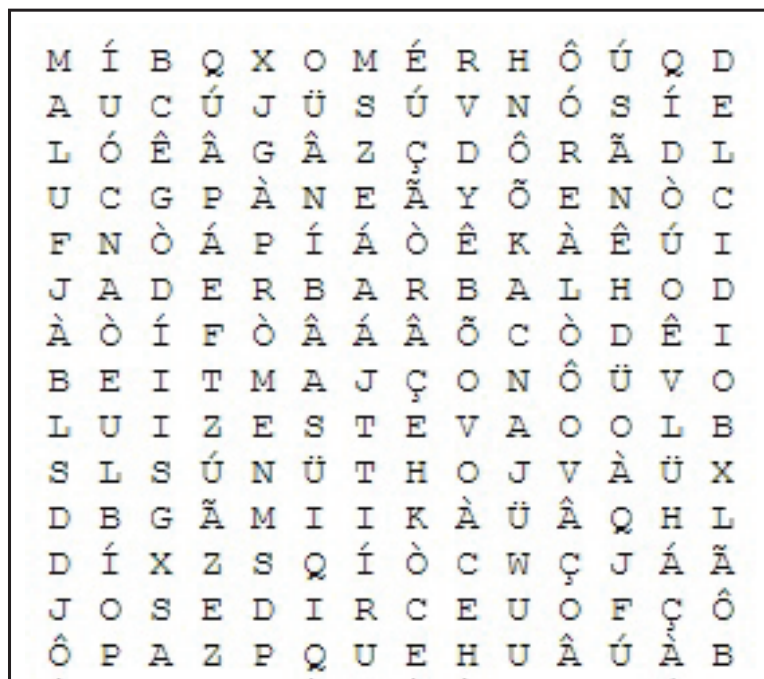 M Í B Q X O M É R H Ô Ú Q D
A U C Ú J Ü S Ú V N Ó S Í E
L Ó Ê Â G Â Z Ç D Ô R Ã D L
U C G P À N E Ã Y Õ E N Ò C
F N Ò Á P Í Á Ò Ê K À Ê Ú I
J A D E R B A R B A L H O D
À Ò Í F Ò Â Á Â Õ C Ò D Ê I
B E I T M A J Ç O N Ô Ü V O
L U I Z E S T E V A O O L B
S L S Ú N Ü T H O J V À Ü X
D B G Ã M I I K À Ü Â Q H L
D Í X Z S Q Í Ò C W Ç J Á Ã
J O S E D I R C E U O F Ç Ô
Ô P A Z P Q U E H U Â Ú À B